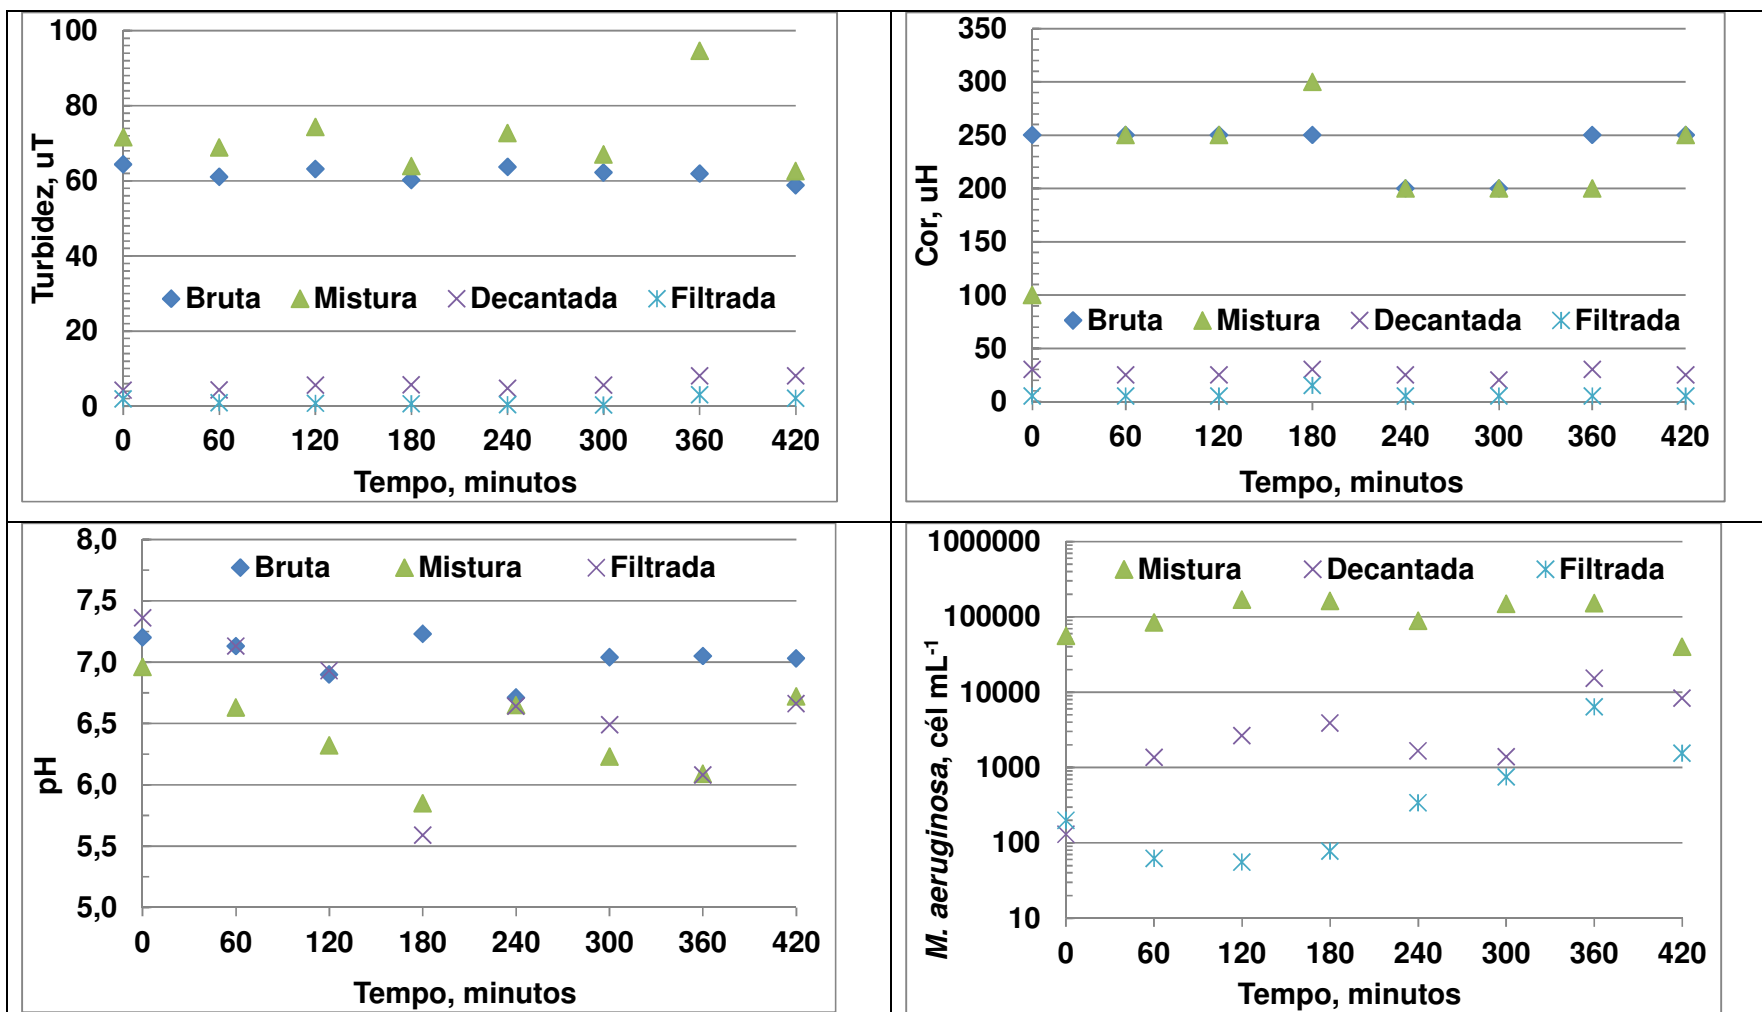 100
80
60
40
20
0
Turbidez, uT
Bruta Mistura Decantada Filtrada
0 60 120 180 240 300 360 420
Tempo, minutos
350
300
250
200
150
100
50
0
Cor, uH
Bruta Mistura Decantada Filtrada
0 60 120 180 240 300 360 420
Tempo, minutos
8,0
7,5
7,0
6,5
6,0
5,5
5,0
pH
Bruta Mistura Filtrada
0 60 120 180 240 300 360 420
Tempo, minutos
1000000
100000
10000
1000
100
10
M. aeruginosa, cél mL⁻¹
Mistura Decantada Filtrada
0 60 120 180 240 300 360 420
Tempo, minutos